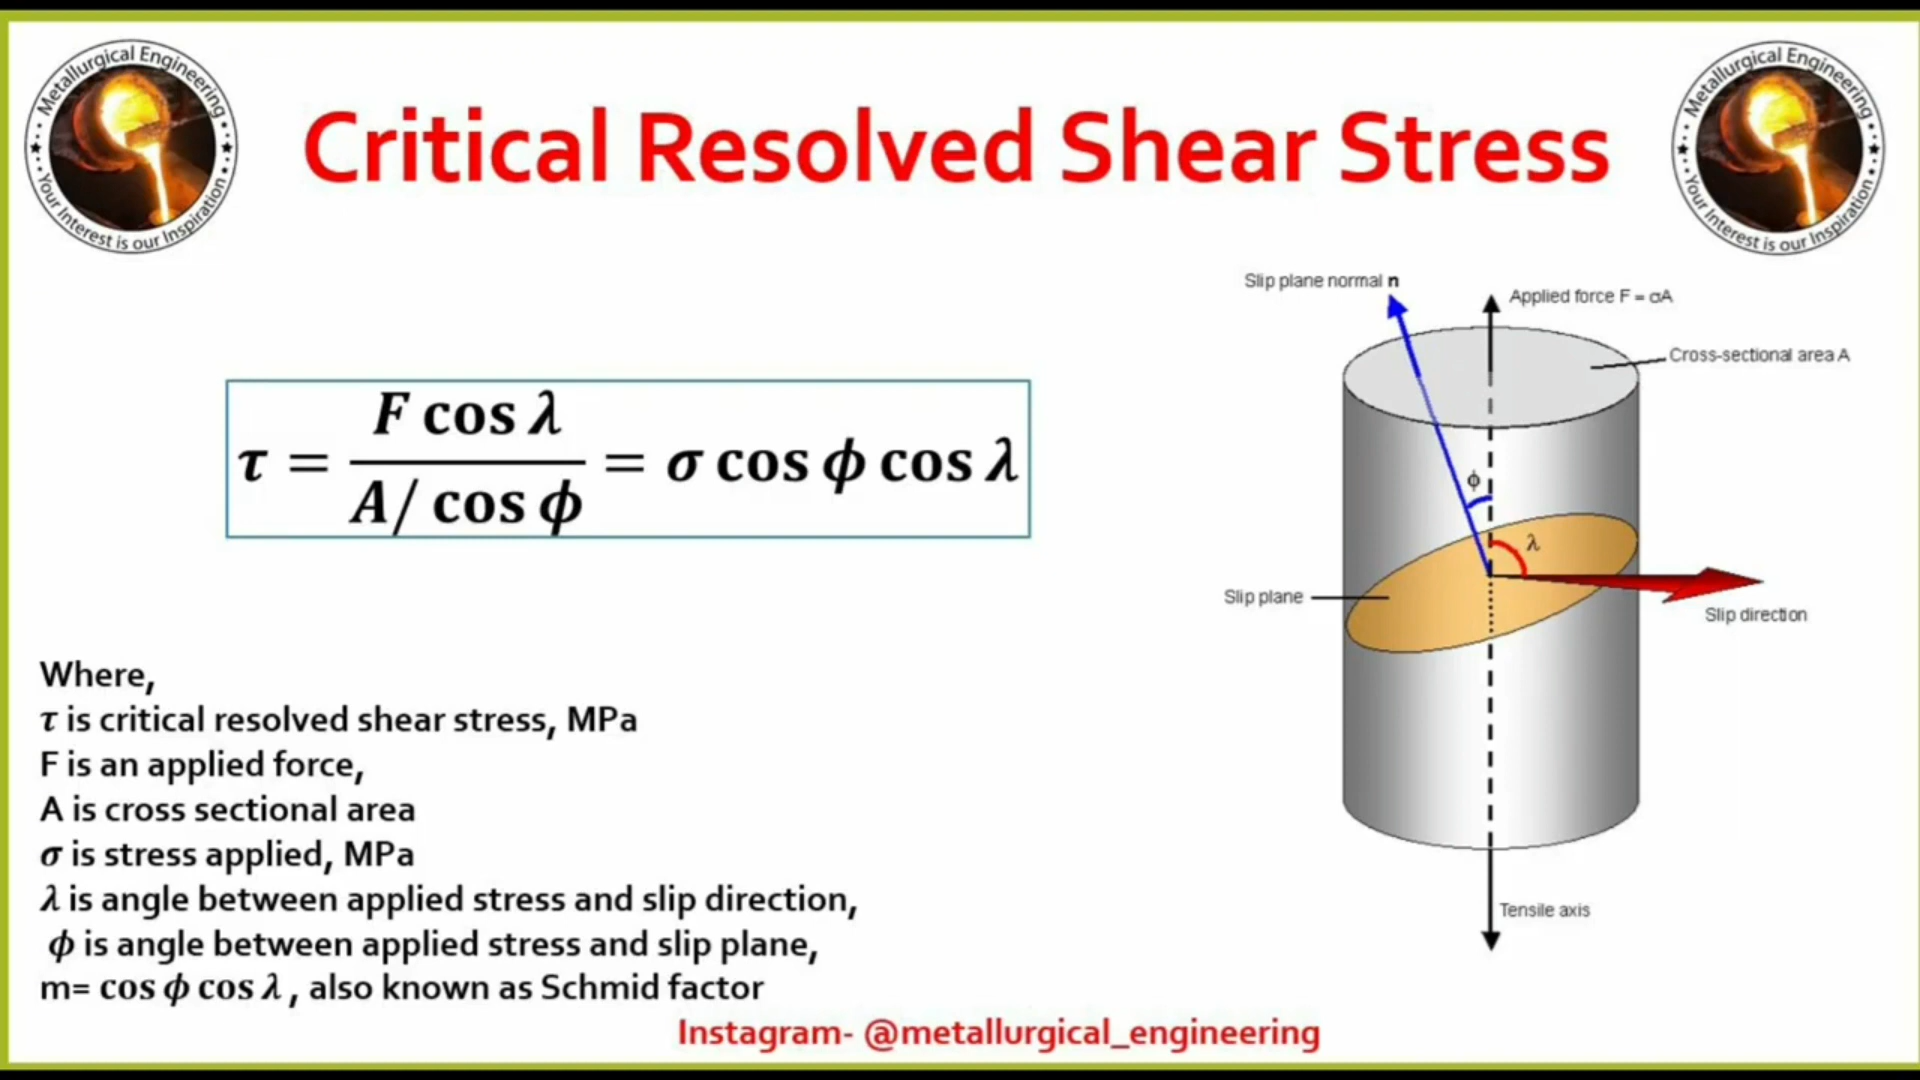 Metallurgical Engineering
Your Interest is our Inspiration
Critical Resolved Shear Stress
Metallurgical Engineering
Your Interest is our Inspiration
Slip plane normal n
Applied force F = σA
Cross-sectional area A
τ = F cos λ / A/ cos ϕ = σ cos ϕ cos λ
ϕ
λ
Slip plane
Slip direction
Tensile axis
Where,
τ is critical resolved shear stress, MPa
F is an applied force,
A is cross sectional area
σ is stress applied, MPa
λ is angle between applied stress and slip direction,
ϕ is angle between applied stress and slip plane,
m= cos ϕ cos λ , also known as Schmid factor
Instagram- @metallurgical_engineering